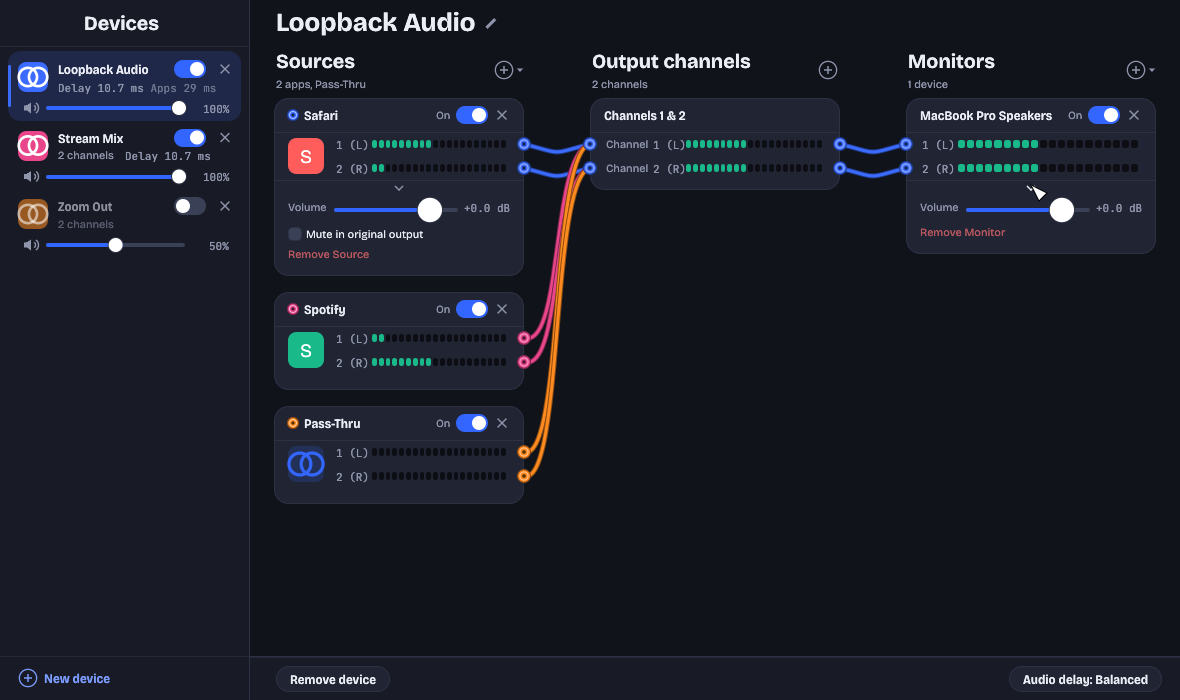 Devices
Loopback Audio
Delay 10.7 ms Apps 29 ms
100%
Stream Mix
2 channels Delay 10.7 ms
100%
Zoom Out
2 channels
50%
New device
Loopback Audio
Sources
2 apps, Pass-Thru
Safari On
S
1 (L)
2 (R)
Volume +0.0 dB
Mute in original output
Remove Source
Spotify On
S
1 (L)
2 (R)
Pass-Thru On
1 (L)
2 (R)
Output channels
2 channels
Channels 1 & 2
Channel 1 (L)
Channel 2 (R)
Monitors
1 device
MacBook Pro Speakers On
1 (L)
2 (R)
Volume +0.0 dB
Remove Monitor
Remove device
Audio delay: Balanced